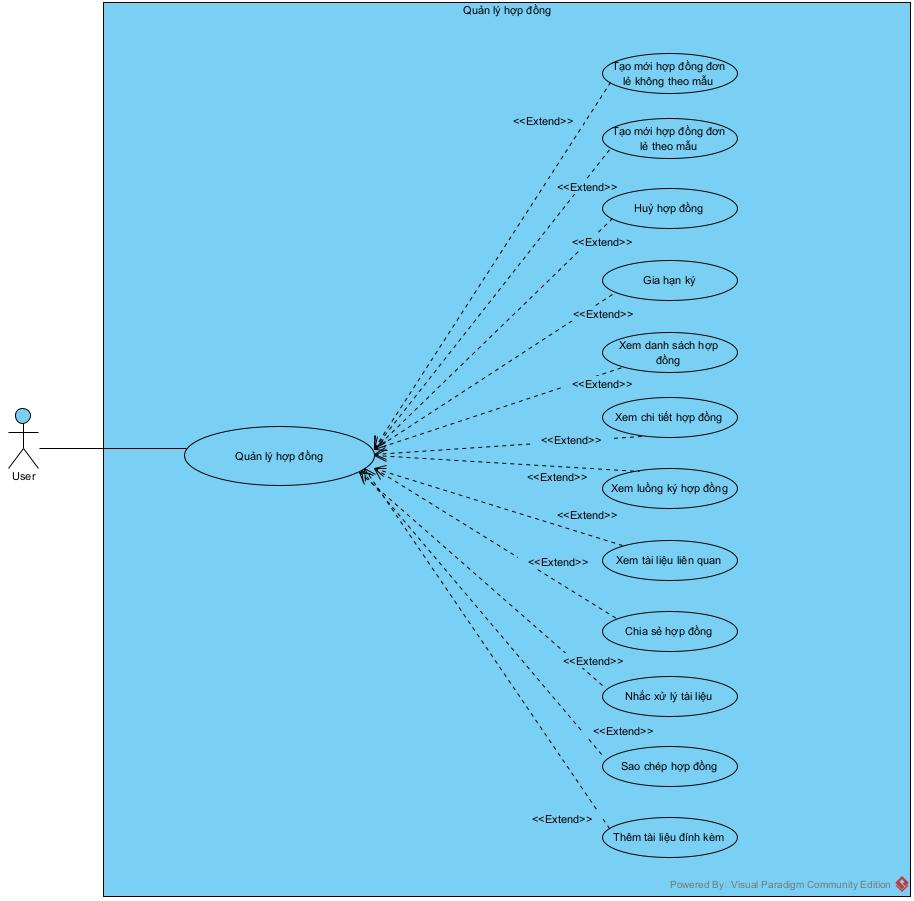 Quản lý hợp đồng
Tạo mới hợp đồng đơn
lẻ không theo mẫu
<<Extend>>
Tạo mới hợp đồng đơn
lẻ theo mẫu
<<Extend>>
Huỷ hợp đồng
<<Extend>>
Gia hạn ký
<<Extend>>
Xem danh sách hợp
đồng
<<Extend>>
Xem chi tiết hợp đồng
<<Extend>>
User
Quản lý hợp đồng
<<Extend>>
Xem luồng ký hợp đồng
<<Extend>>
Xem tài liệu liên quan
<<Extend>>
Chia sẻ hợp đồng
<<Extend>>
Nhắc xử lý tài liệu
<<Extend>>
Sao chép hợp đồng
<<Extend>>
Thêm tài liệu đính kèm
Powered By: Visual Paradigm Community Edition